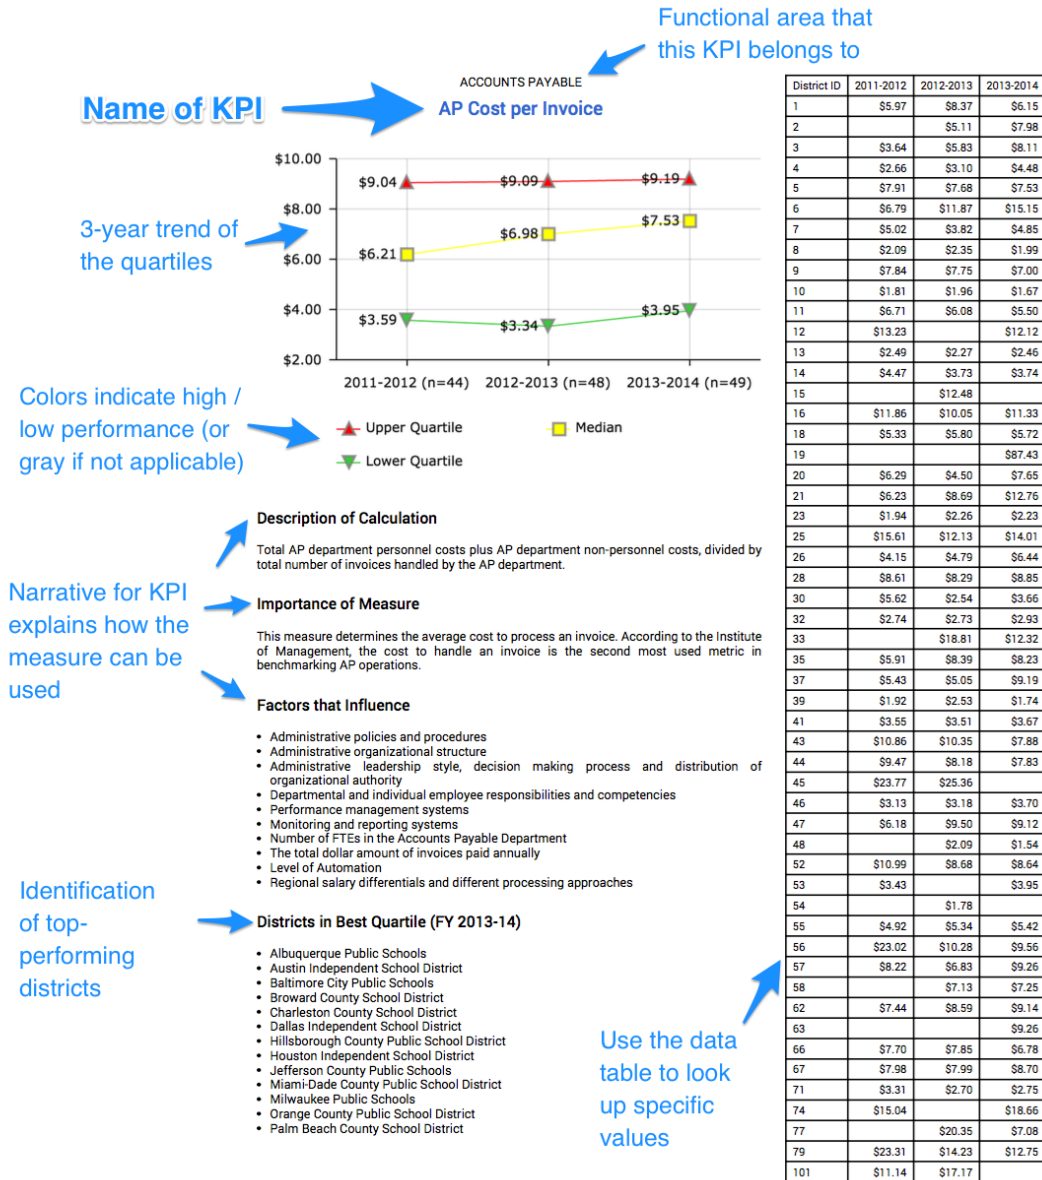 Functional area that
this KPI belongs to
ACCOUNTS PAYABLE
Name of KPI
AP Cost per Invoice
$10.00
$8.00
$6.00
$4.00
$2.00
$9.04 $9.09 $9.19
$6.21 $6.98 $7.53
$3.59 $3.34 $3.95
2011-2012 (n=44) 2012-2013 (n=48) 2013-2014 (n=49)
Upper Quartile Median
Lower Quartile
3-year trend of
the quartiles
Colors indicate high /
low performance (or
gray if not applicable)
Description of Calculation
Total AP department personnel costs plus AP department non-personnel costs, divided by
total number of invoices handled by the AP department.
Narrative for KPI
explains how the
measure can be
used
Importance of Measure
This measure determines the average cost to process an invoice. According to the Institute
of Management, the cost to handle an invoice is the second most used metric in
benchmarking AP operations.
Factors that Influence
• Administrative policies and procedures
• Administrative organizational structure
• Administrative leadership style, decision making process and distribution of
organizational authority
• Departmental and individual employee responsibilities and competencies
• Performance management systems
• Monitoring and reporting systems
• Number of FTEs in the Accounts Payable Department
• The total dollar amount of invoices paid annually
• Level of Automation
• Regional salary differentials and different processing approaches
Identification
of top-
performing
districts
Districts in Best Quartile (FY 2013-14)
• Albuquerque Public Schools
• Austin Independent School District
• Baltimore City Public Schools
• Broward County School District
• Charleston County School District
• Dallas Independent School District
• Hillsborough County Public School District
• Houston Independent School District
• Jefferson County Public Schools
• Miami-Dade County Public School District
• Milwaukee Public Schools
• Orange County Public School District
• Palm Beach County School District
Use the data
table to look
up specific
values
District ID 2011-2012 2012-2013 2013-2014
1 $5.97 $8.37 $6.15
2 $5.11 $7.98
3 $3.64 $5.83 $8.11
4 $2.66 $3.10 $4.48
5 $7.91 $7.68 $7.53
6 $6.79 $11.87 $15.15
7 $5.02 $3.82 $4.85
8 $2.09 $2.35 $1.99
9 $7.84 $7.75 $7.00
10 $1.81 $1.96 $1.67
11 $6.71 $6.08 $5.50
12 $13.23 $12.12
13 $2.49 $2.27 $2.46
14 $4.47 $3.73 $3.74
15 $12.48
16 $11.86 $10.05 $11.33
18 $5.33 $5.80 $5.72
19 $87.43
20 $6.29 $4.50 $7.65
21 $6.23 $8.69 $12.76
23 $1.94 $2.26 $2.23
25 $15.61 $12.13 $14.01
26 $4.15 $4.79 $6.44
28 $8.61 $8.29 $8.85
30 $5.62 $2.54 $3.66
32 $2.74 $2.73 $2.93
33 $18.81 $12.32
35 $5.91 $8.39 $8.23
37 $5.43 $5.05 $9.19
39 $1.92 $2.53 $1.74
41 $3.55 $3.51 $3.67
43 $10.86 $10.35 $7.88
44 $9.47 $8.18 $7.83
45 $23.77 $25.36
46 $3.13 $3.18 $3.70
47 $6.18 $9.50 $9.12
48 $2.09 $1.54
52 $10.99 $8.68 $8.64
53 $3.43 $3.95
54 $1.78
55 $4.92 $5.34 $5.42
56 $23.02 $10.28 $9.56
57 $8.22 $6.83 $9.26
58 $7.13 $7.25
62 $7.44 $8.59 $9.14
63 $9.26
66 $7.70 $7.85 $6.78
67 $7.98 $7.99 $8.70
71 $3.31 $2.70 $2.75
74 $15.04 $18.66
77 $20.35 $7.08
79 $23.31 $14.23 $12.75
101 $11.14 $17.17